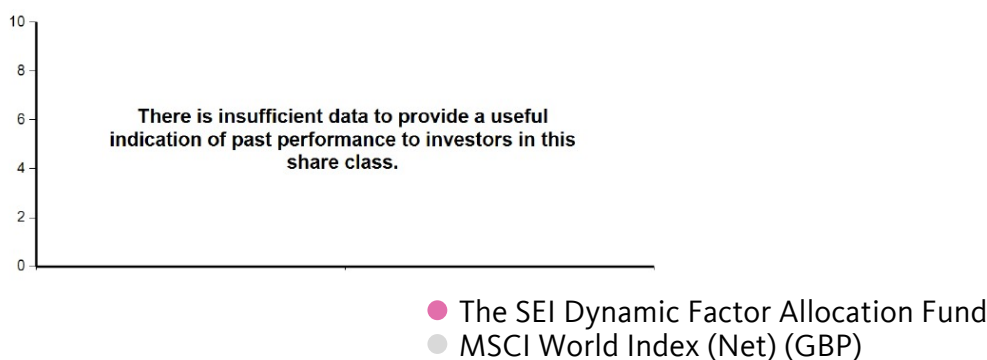 10
8
6
4
2
0
There is insufficient data to provide a useful
indication of past performance to investors in this
share class.
The SEI Dynamic Factor Allocation Fund
MSCI World Index (Net) (GBP)